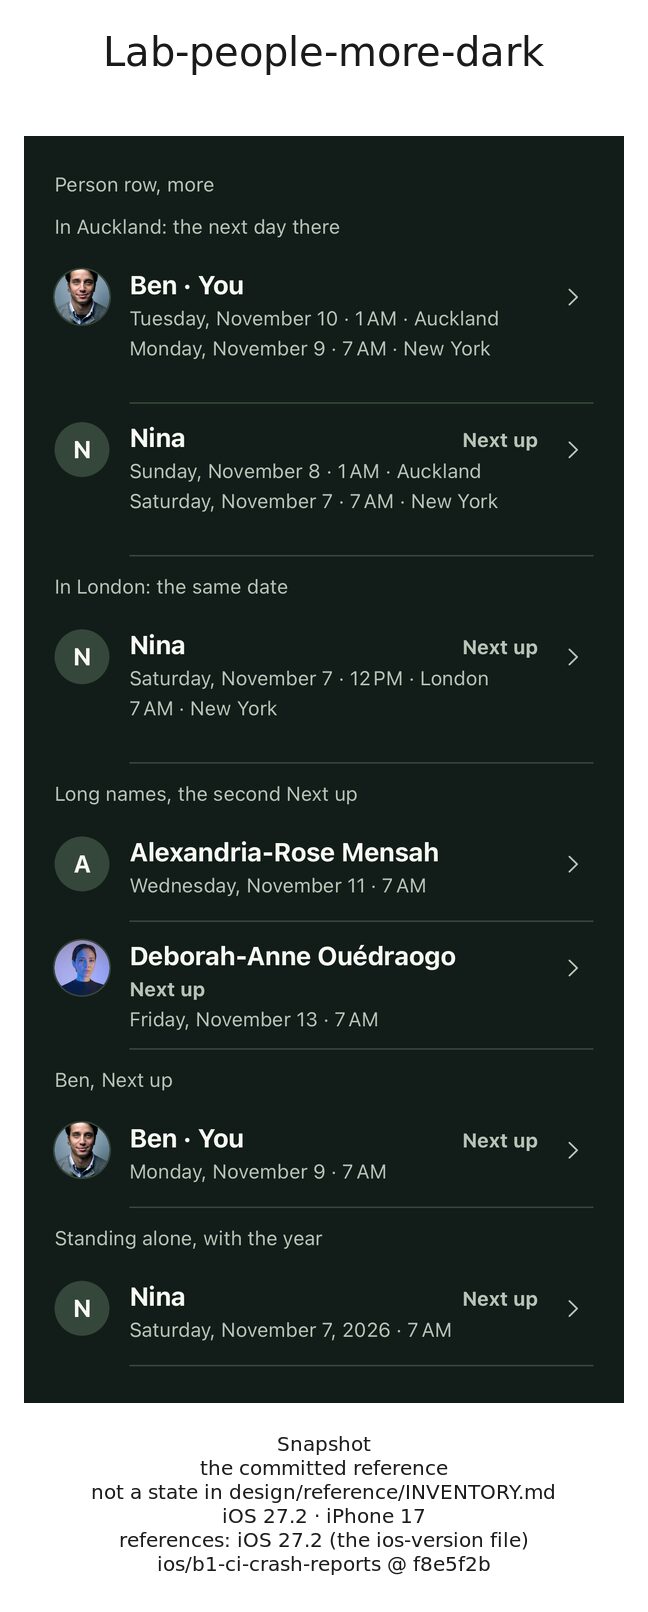 Lab-people-more-dark
Person row, more
In Auckland: the next day there
Ben · You
Tuesday, November 10 · 1 AM · Auckland
Monday, November 9 · 7 AM · New York
N
Nina
Next up
Sunday, November 8 · 1 AM · Auckland
Saturday, November 7 · 7 AM · New York
In London: the same date
N
Nina
Next up
Saturday, November 7 · 12 PM · London
7 AM · New York
Long names, the second Next up
A
Alexandria-Rose Mensah
Wednesday, November 11 · 7 AM
Deborah-Anne Ouédraogo
Next up
Friday, November 13 · 7 AM
Ben, Next up
Ben · You
Next up
Monday, November 9 · 7 AM
Standing alone, with the year
N
Nina
Next up
Saturday, November 7, 2026 · 7 AM
Snapshot
the committed reference
not a state in design/reference/INVENTORY.md
iOS 27.2 · iPhone 17
references: iOS 27.2 (the ios-version file)
ios/b1-ci-crash-reports @ f8e5f2b